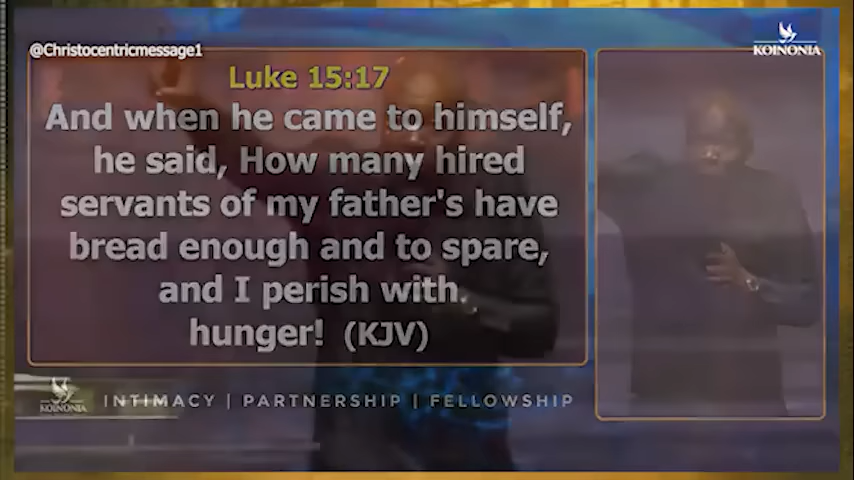 @Christocentricmessage1
KOINONIA
Luke 15:17
And when he came to himself,
he said, How many hired
servants of my father's have
bread enough and to spare,
and I perish with
hunger! (KJV)
KOINONIA
INTIMACY | PARTNERSHIP | FELLOWSHIP